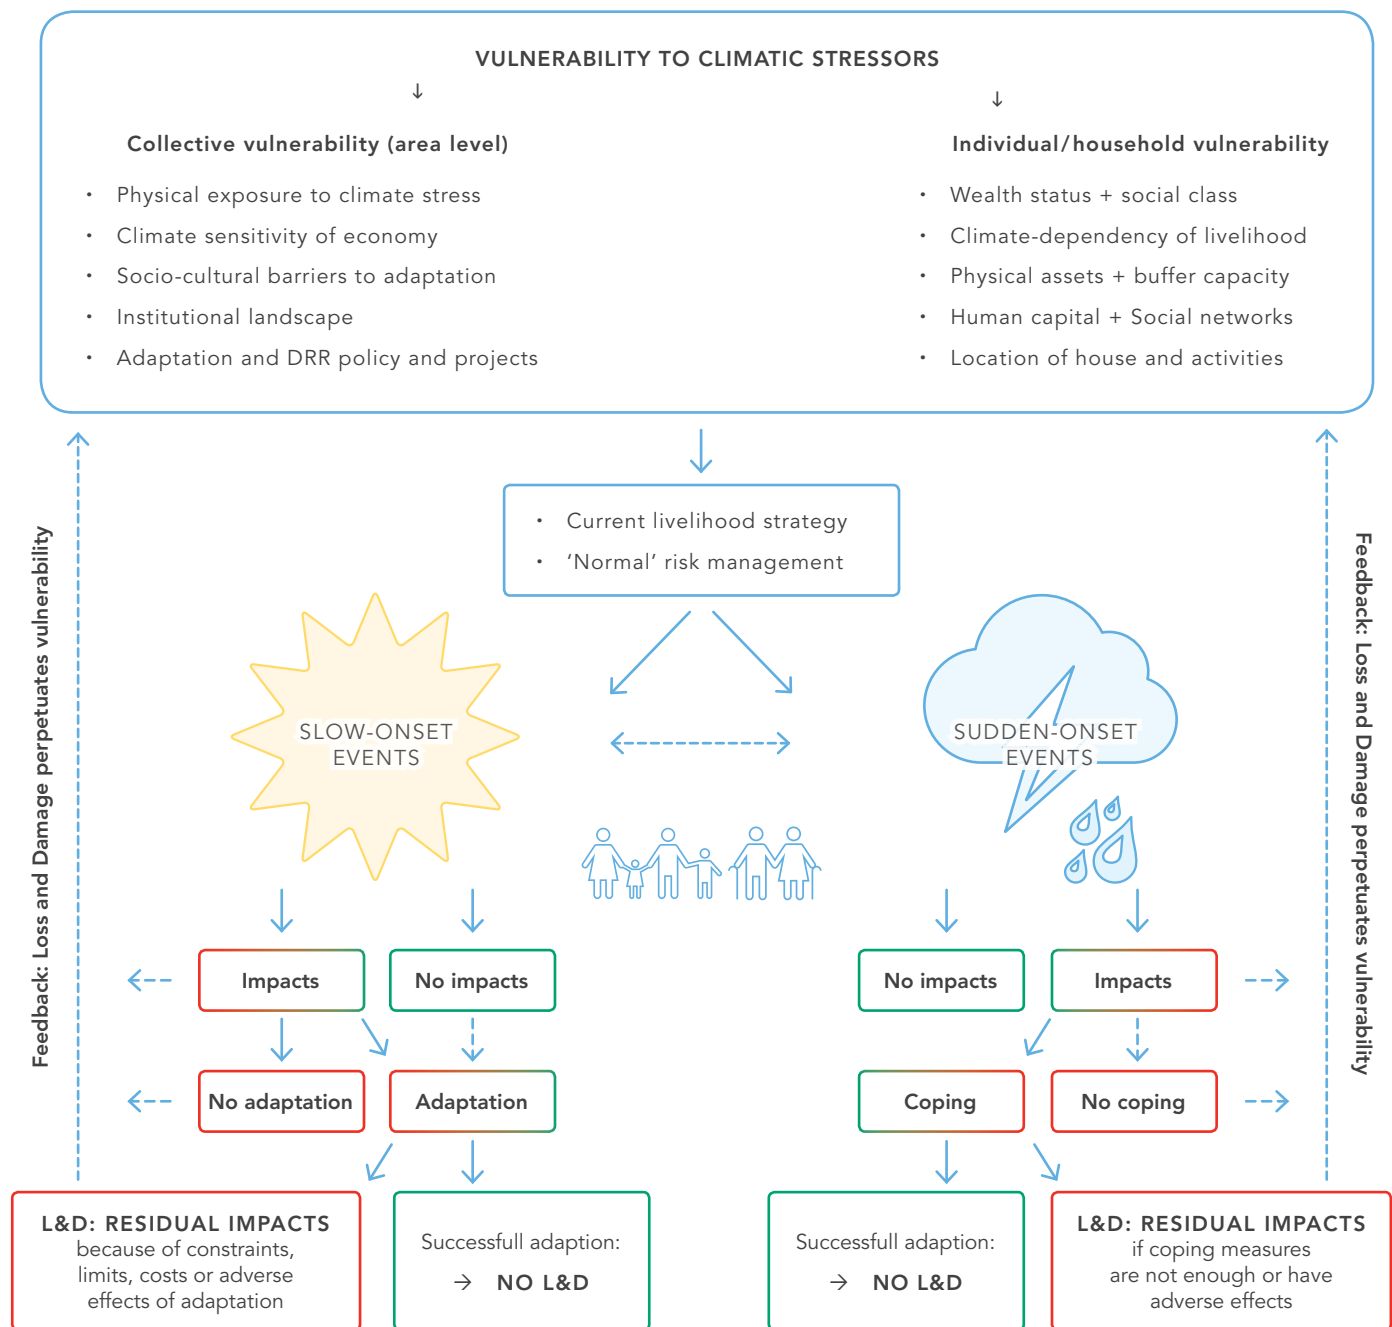 VULNERABILITY TO CLIMATIC STRESSORS
↓
↓
Collective vulnerability (area level)
• Physical exposure to climate stress
• Climate sensitivity of economy
• Socio-cultural barriers to adaptation
• Institutional landscape
• Adaptation and DRR policy and projects
Individual/household vulnerability
• Wealth status + social class
• Climate-dependency of livelihood
• Physical assets + buffer capacity
• Human capital + Social networks
• Location of house and activities
• Current livelihood strategy
• ‘Normal’ risk management
Feedback: Loss and Damage perpetuates vulnerability
Feedback: Loss and Damage perpetuates vulnerability
SLOW-ONSET
EVENTS
SUDDEN-ONSET
EVENTS
Impacts
No impacts
No impacts
Impacts
No adaptation
Adaptation
Coping
No coping
L&D: RESIDUAL IMPACTS
because of constraints,
limits, costs or adverse
effects of adaptation
Successfull adaption:
→ NO L&D
Successfull adaption:
→ NO L&D
L&D: RESIDUAL IMPACTS
if coping measures
are not enough or have
adverse effects